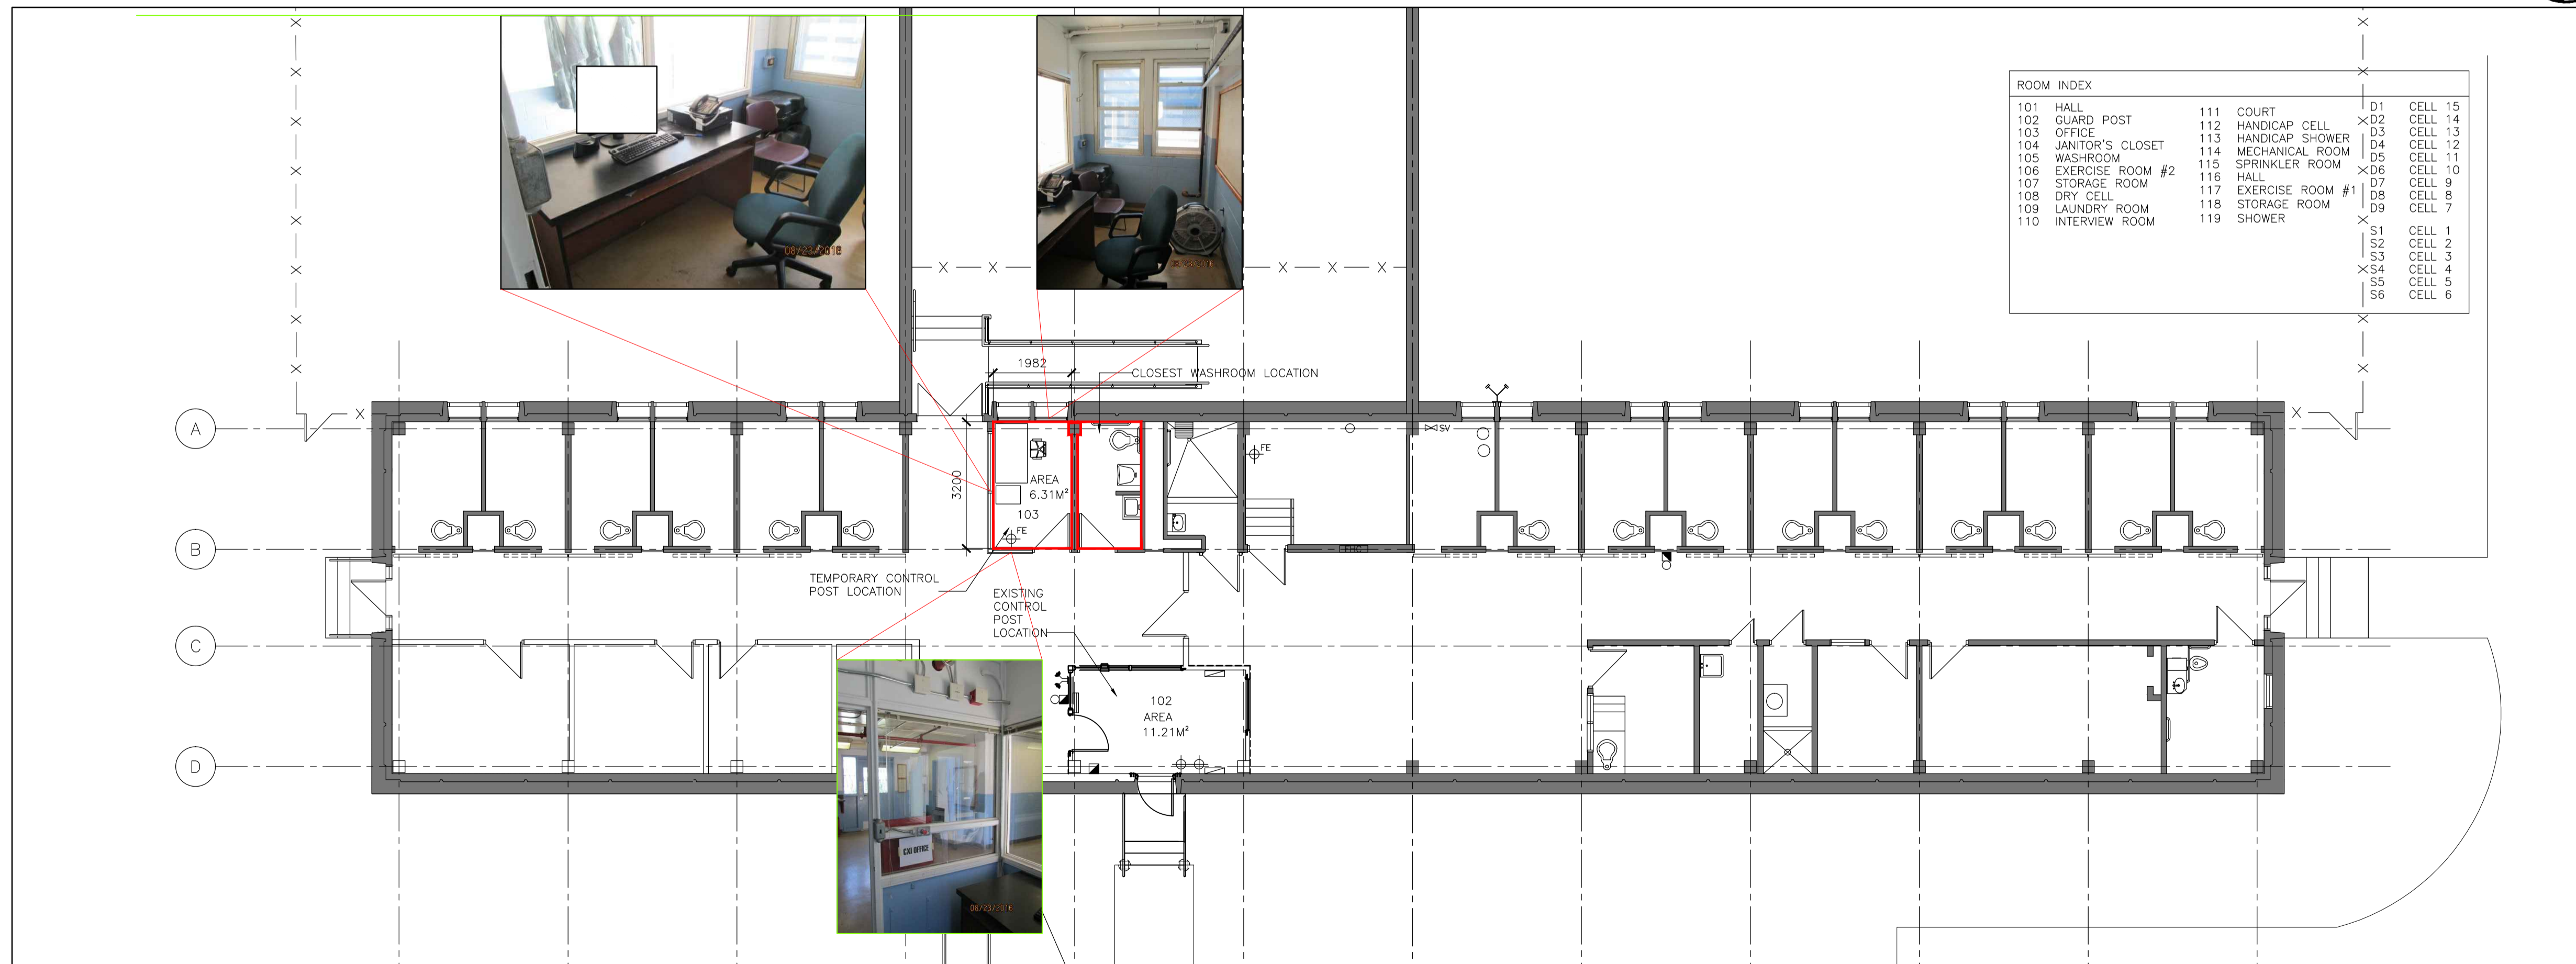 ROOM INDEX
101 HALL
102 GUARD POST
103 OFFICE
104 JANITOR'S CLOSET
105 WASHROOM
106 EXERCISE ROOM #2
107 STORAGE ROOM
108 DRY CELL
109 LAUNDRY ROOM
110 INTERVIEW ROOM
111 COURT
112 HANDICAP CELL
113 HANDICAP SHOWER
114 MECHANICAL ROOM
115 SPRINKLER ROOM
116 HALL
117 EXERCISE ROOM #1
118 STORAGE ROOM
119 SHOWER
D1 CELL 15
D2 CELL 14
D3 CELL 13
D4 CELL 12
D5 CELL 11
D6 CELL 10
D7 CELL 9
D8 CELL 8
D9 CELL 7
S1 CELL 1
S2 CELL 2
S3 CELL 3
S4 CELL 4
S5 CELL 5
S6 CELL 6
08/23/2016
1982
CLOSEST WASHROOM LOCATION
A
SV
FE
3200
AREA
6.31M²
103
FE
B
FHC
TEMPORARY CONTROL
POST LOCATION
EXISTING
CONTROL
POST
LOCATION
C
102
AREA
11.21M²
D
CXI OFFICE
08/23/2016